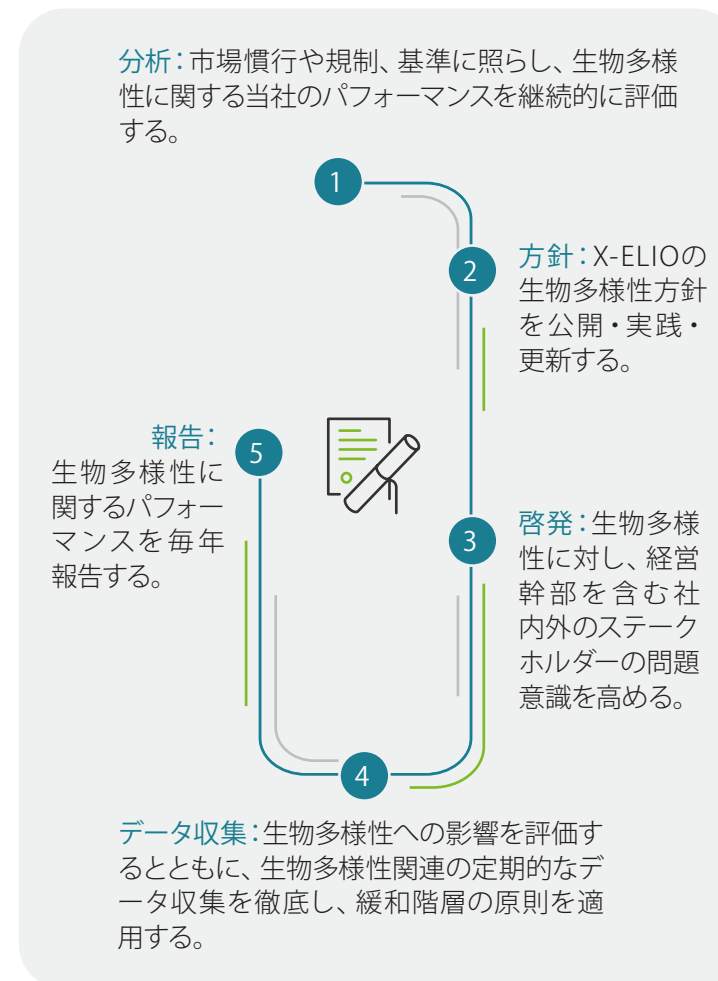 分析：市場慣行や規制、基準に照らし、生物多様
性に関する当社のパフォーマンスを継続的に評価
する。
1
2
方針：X-ELIOの
生物多様性方針
を公開・実践・
更新する。
3
啓発：生物多様
性に対し、経営
幹部を含む社
内外のステーク
ホルダーの問題
意識を高める。
4
データ収集：生物多様性への影響を評価す
るとともに、生物多様性関連の定期的なデ
ータ収集を徹底し、緩和階層の原則を適
用する。
5
報告：
生物多様性に
関するパフォー
マンスを毎年
報告する。